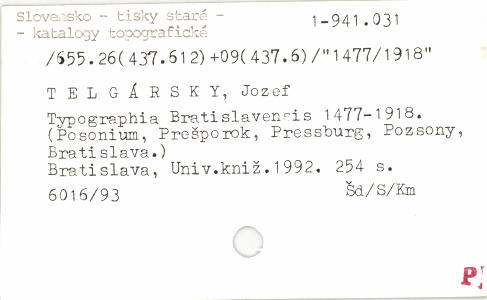 Slovensko - tisky staré -
- katalogy topografické
1-941.031
/655.26(437.612)+09(437.6)/"1477/1918"
T E L G Á R S K Y, Jozef
Typographia Bratislavensis 1477-1918.
(Posonium, Prešporok, Pressburg, Pozsony,
Bratislava.)
Bratislava, Univ.kniž.1992. 254 s.
6016/93
Šd/S/Km
P